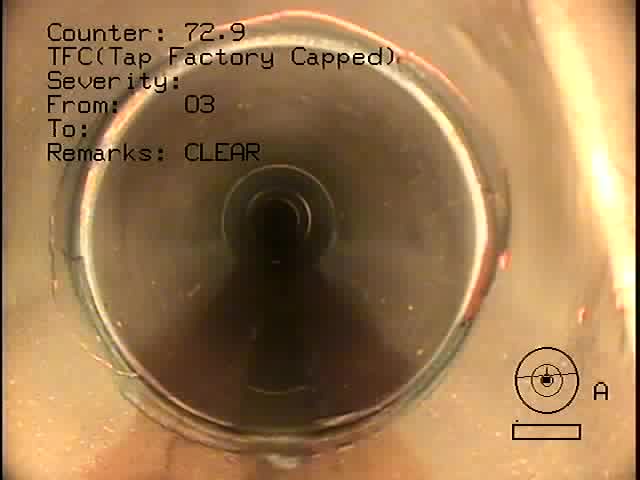 Counter: 72.9
TFC(Tap Factory Capped)
Severity:
From: 03
To:
Remarks: CLEAR
A